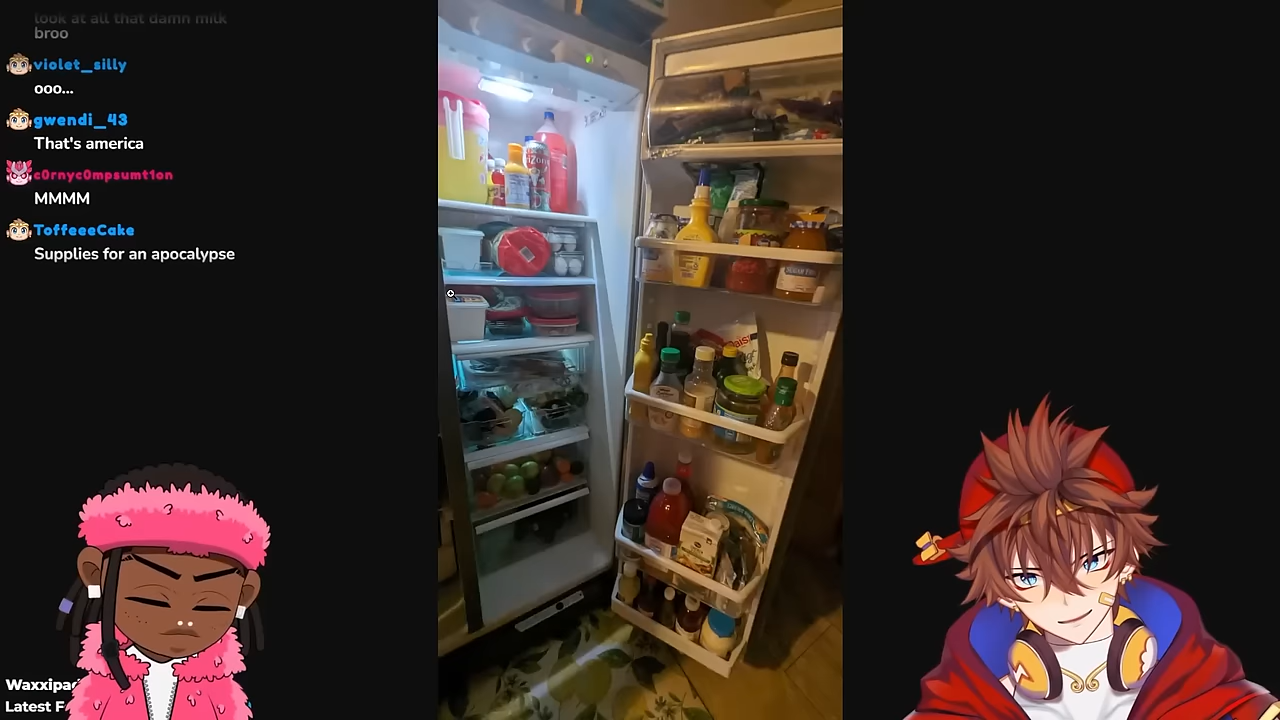 look at all that damn milk
broo
violet_silly
ooo...
gwendi_43
That's america
c0rnyc0mpsumt1on
MMMM
ToffeeeCake
Supplies for an apocalypse
Latest